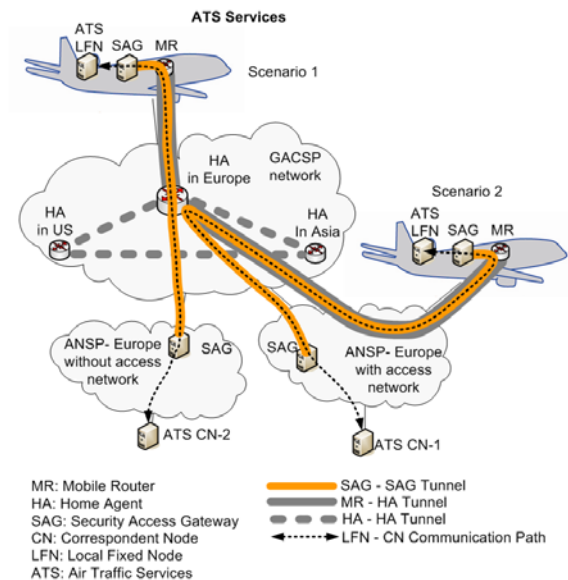 ATS Services
ATS
LFN
SAG
MR
Scenario 1
HA
in Europe
GACSP
network
HA
in US
HA
In Asia
Scenario 2
ATS
LFN
SAG
MR
ANSP- Europe
without access
network
SAG
SAG
ANSP- Europe
with access
network
ATS CN-2
ATS CN-1
MR: Mobile Router
HA: Home Agent
SAG: Security Access Gateway
CN: Correspondent Node
LFN: Local Fixed Node
ATS: Air Traffic Services
SAG - SAG Tunnel
MR - HA Tunnel
HA - HA Tunnel
LFN - CN Communication Path